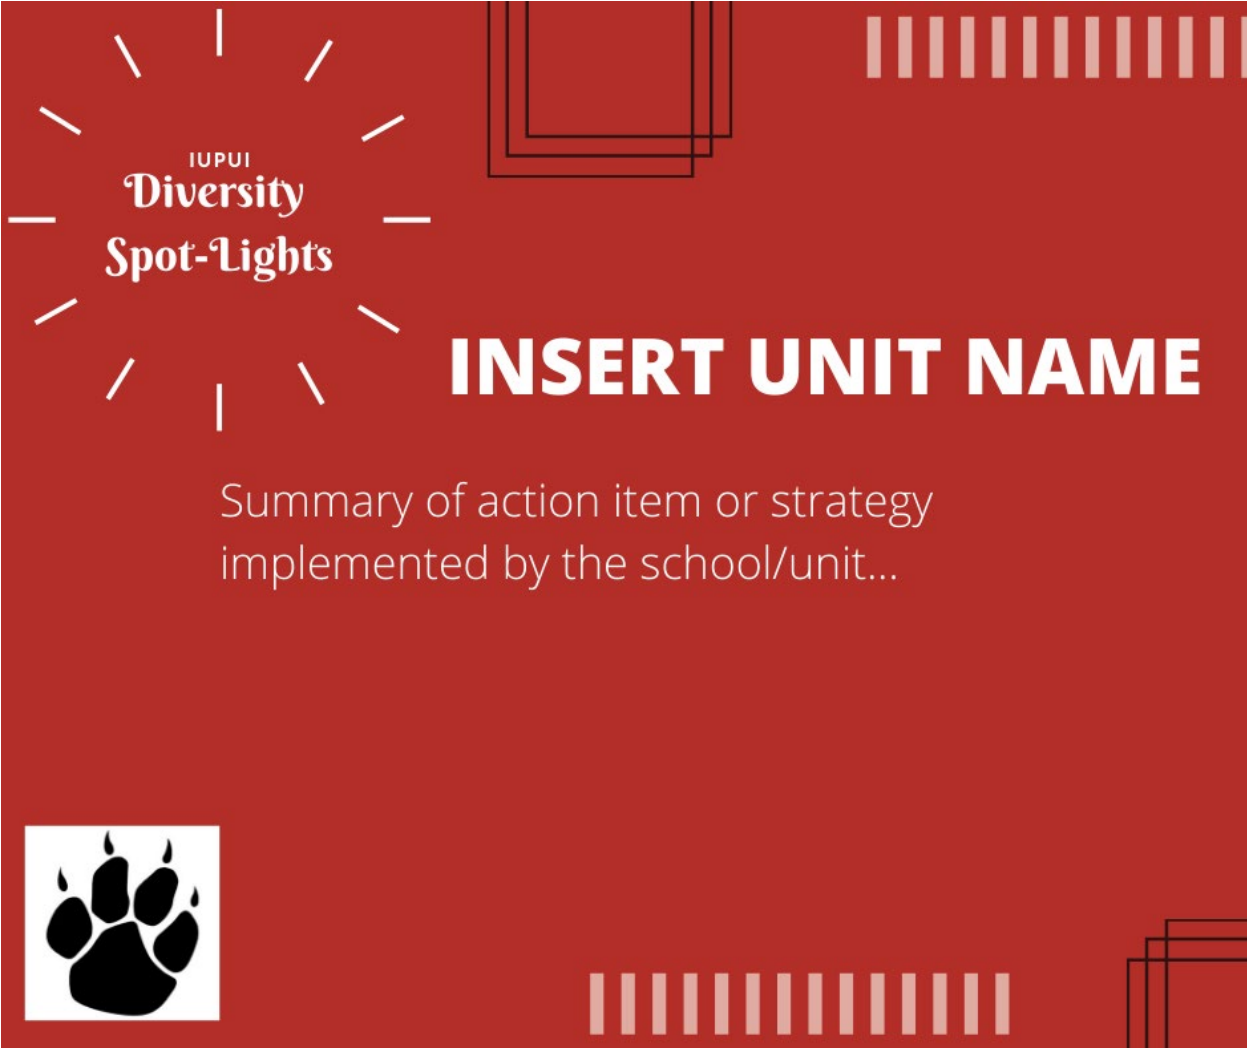 IUPUI
Diversity
Spot-Lights
INSERT UNIT NAME
Summary of action item or strategy
implemented by the school/unit...